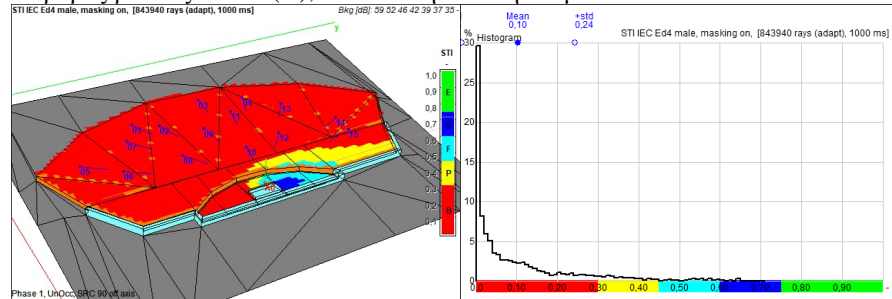 STI IEC Ed4 male, masking on, [843940 rays (adapt), 1000 ms]
Bkg [dB]: 59 52 46 42 39 37 35 -
y
STI
-
1,0
0,9
0,8
0,7
0,6
0,5
0,4
0,3
0,2
0,1
E
G
F
P
B
01
02
03
04
05
06
07
08
09
10
11
12
13
14
15
A0
Phase 1, UnOcc, SRC 90 off axis
Mean
0,10
+std
0,24
% Histogram
STI IEC Ed4 male, masking on, [843940 rays (adapt), 1000 ms]
30
25
20
15
10
5
0
0,0 0,10 0,20 0,30 0,40 0,50 0,60 0,70 0,80 0,90 -